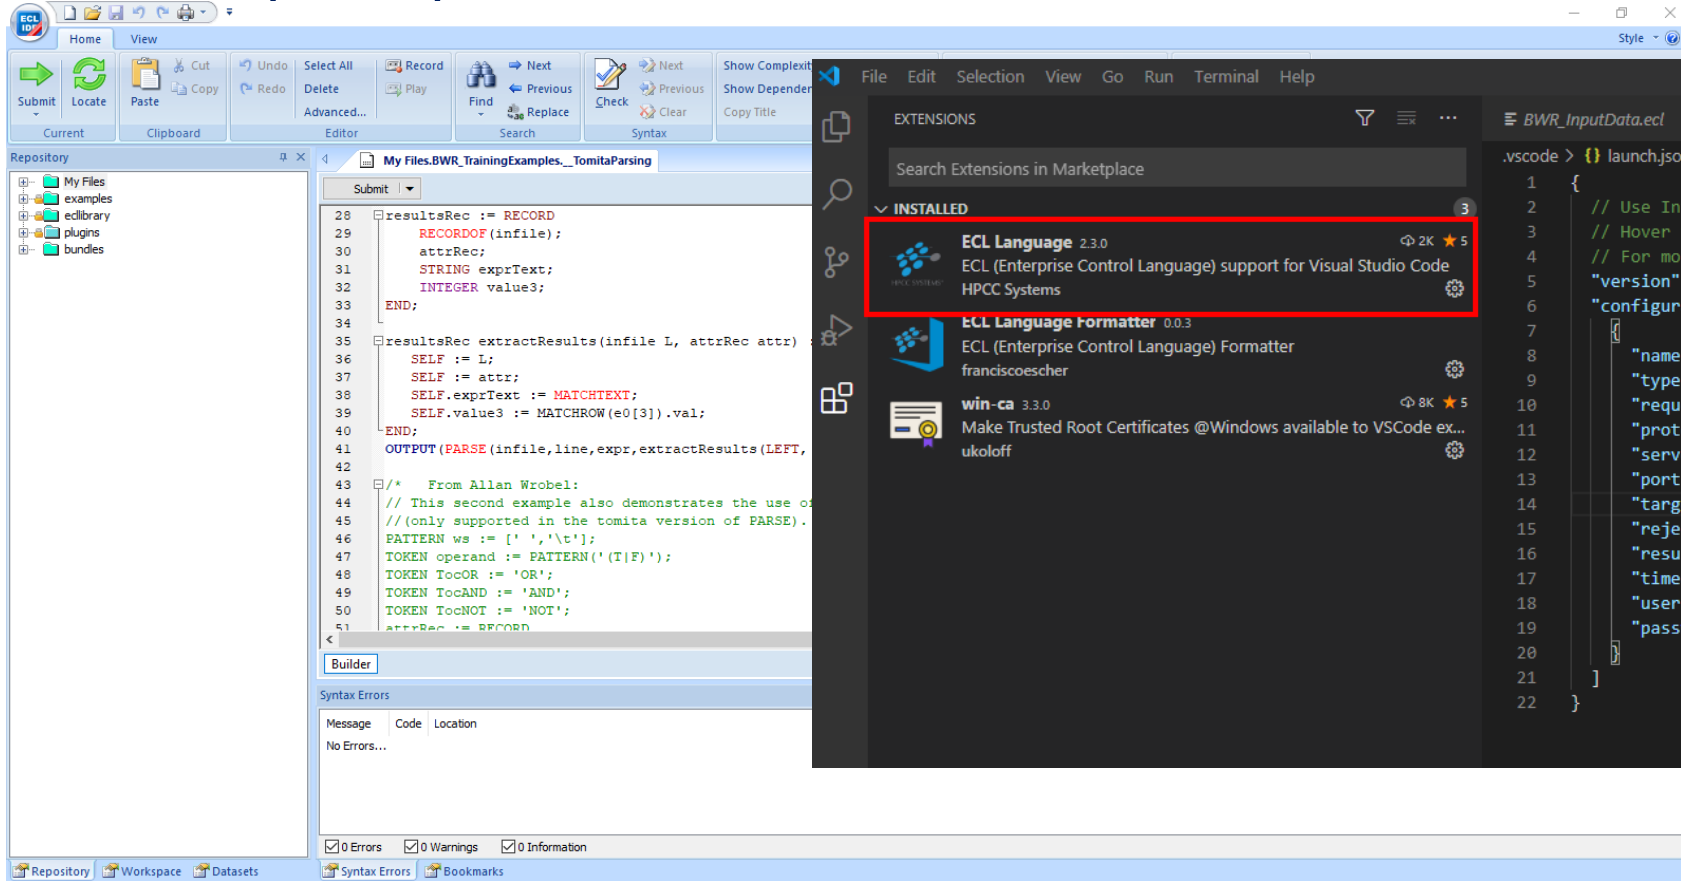 ECL
IDE
Home View
Style
Submit
Locate
Paste
Cut
Copy
Undo
Redo
Select All
Delete
Advanced...
Record
Play
Find
Next
Previous
Replace
Check
Next
Previous
Clear
Show Complexit
Show Depender
Copy Title
Current
Clipboard
Editor
Search
Syntax
Repository
My Files
examples
ecllibrary
plugins
bundles
My Files.BWR_TrainingExamples.__TomitaParsing
Submit
28 resultsRec := RECORD
29 RECORDOF(infile);
30 attrRec;
31 STRING exprText;
32 INTEGER value3;
33 END;
34
35 resultsRec extractResults(infile L, attrRec attr) :
36 SELF := L;
37 SELF := attr;
38 SELF.exprText := MATCHTEXT;
39 SELF.value3 := MATCHROW(e0[3]).val;
40 END;
41 OUTPUT(PARSE(infile,line,expr,extractResults(LEFT,
42
43 /* From Allan Wrobel:
44 // This second example also demonstrates the use of
45 //(only supported in the tomita version of PARSE).
46 PATTERN ws := [' ','\t'];
47 TOKEN operand := PATTERN('(T|F)');
48 TOKEN TocOR := 'OR';
49 TOKEN TocAND := 'AND';
50 TOKEN TocNOT := 'NOT';
51 attrRec := RECORD
Builder
Syntax Errors
Message Code Location
No Errors...
0 Errors 0 Warnings 0 Information
Repository Workspace Datasets
Syntax Errors Bookmarks
File Edit Selection View Go Run Terminal Help
EXTENSIONS
Search Extensions in Marketplace
INSTALLED 3
ECL Language 2.3.0 2K 5
ECL (Enterprise Control Language) support for Visual Studio Code
HPCC Systems
ECL Language Formatter 0.0.3
ECL (Enterprise Control Language) Formatter
franciscoescher
win-ca 3.3.0 8K 5
Make Trusted Root Certificates @Windows available to VSCode ex...
ukoloff
BWR_InputData.ecl
.vscode > {} launch.jso
1 {
2 // Use In
3 // Hover
4 // For mo
5 "version"
6 "configur
7 {
8 "name
9 "type
10 "requ
11 "prot
12 "serv
13 "port
14 "targ
15 "reje
16 "resu
17 "time
18 "user
19 "pass
20 }
21 ]
22 }